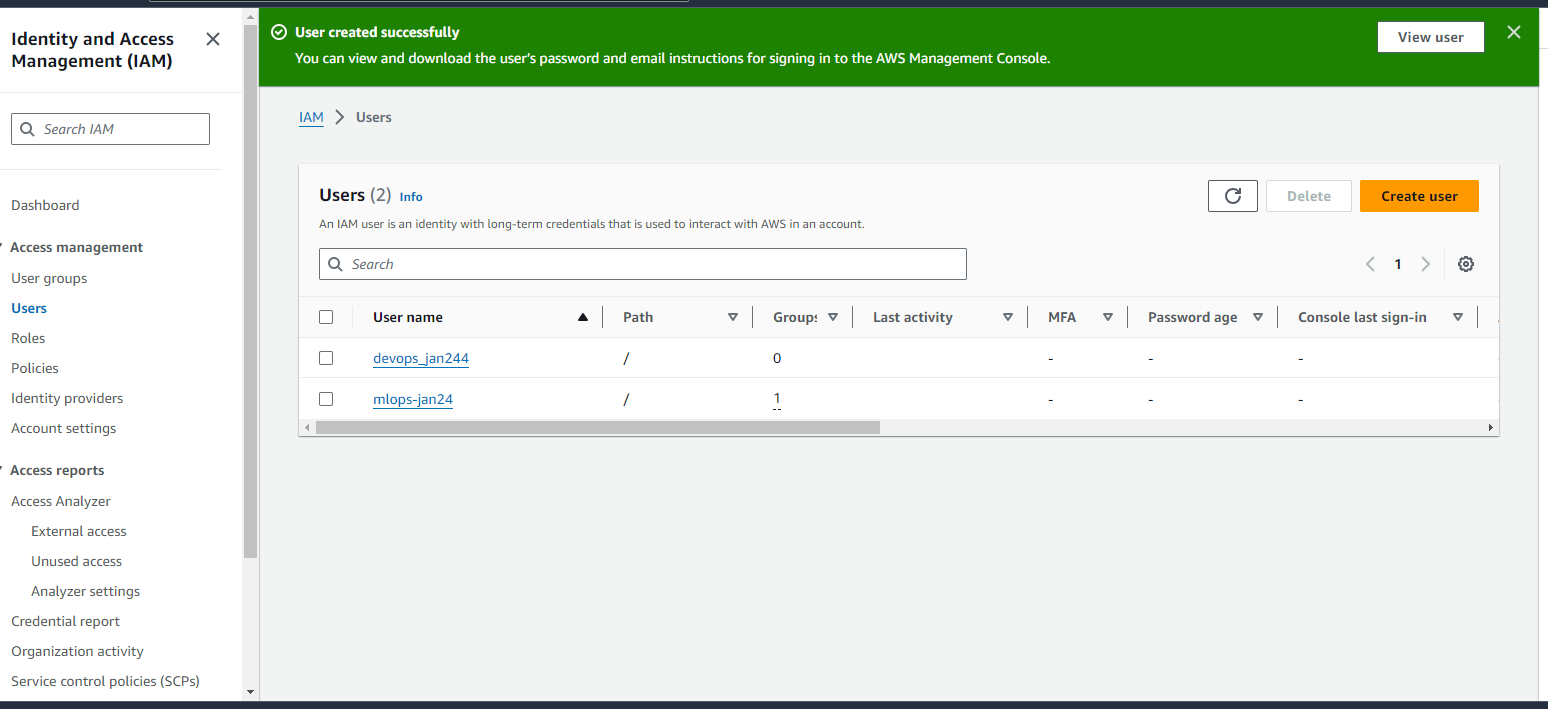 Identity and Access
Management (IAM)
Search IAM
Dashboard
Access management
User groups
Users
Roles
Policies
Identity providers
Account settings
Access reports
Access Analyzer
External access
Unused access
Analyzer settings
Credential report
Organization activity
Service control policies (SCPs)
User created successfully
You can view and download the user's password and email instructions for signing in to the AWS Management Console.
View user
IAM > Users
Users (2) Info
An IAM user is an identity with long-term credentials that is used to interact with AWS in an account.
Delete
Create user
Search
1
User name Path Groups Last activity MFA Password age Console last sign-in
devops_jan244 / 0 - - -
mlops-jan24 / 1 - - -